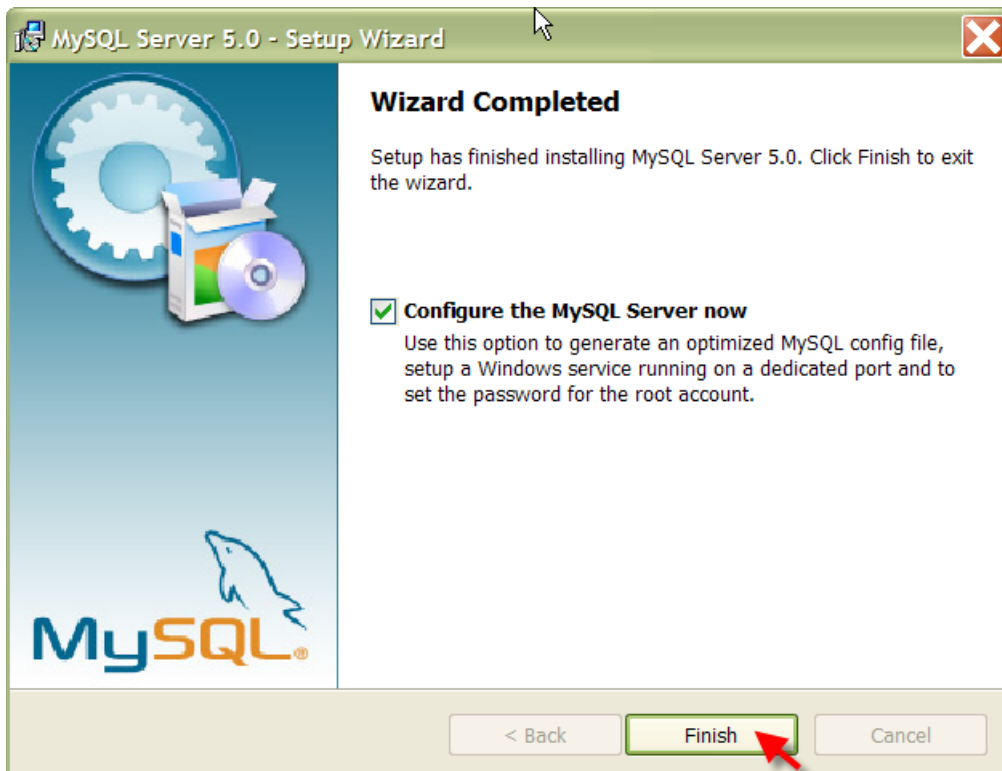 MySQL Server 5.0 - Setup Wizard
Wizard Completed
Setup has finished installing MySQL Server 5.0. Click Finish to exit
the wizard.
Configure the MySQL Server now
Use this option to generate an optimized MySQL config file,
setup a Windows service running on a dedicated port and to
set the password for the root account.
MySQL®
< Back
Finish
Cancel